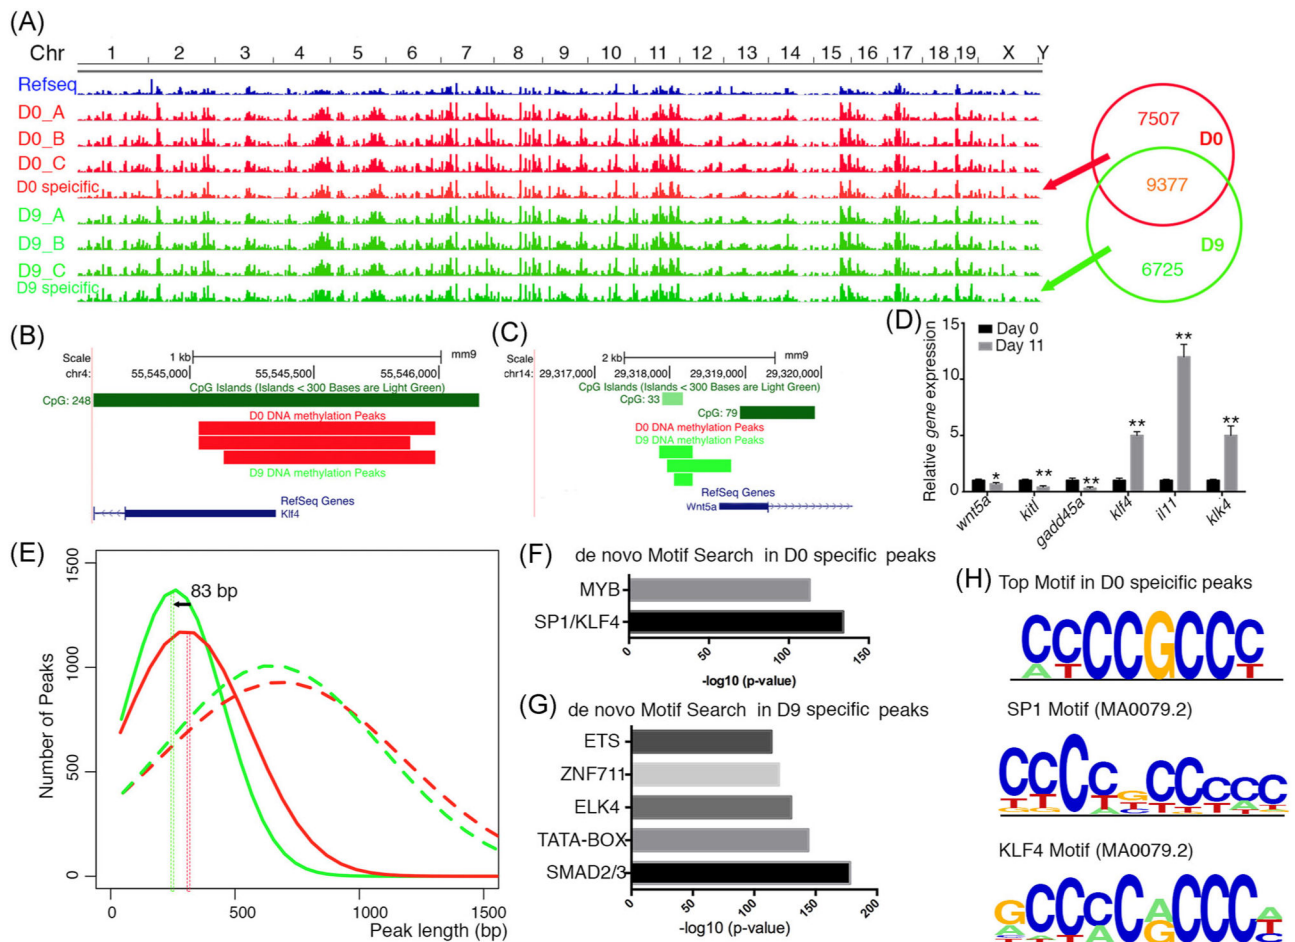 (A)
Chr 1 2 3 4 5 6 7 8 9 10 11 12 13 14 15 16 17 18 19 X Y
Refseq
D0_A
D0_B
D0_C
D0 speicific
D9_A
D9_B
D9_C
D9 speicific
7507
D0
9377
D9
6725
(B)
Scale 1 kb mm9
chr4: 55,545,000 55,545,500 55,546,000
CpG Islands (Islands < 300 Bases are Light Green)
CpG: 248
D0 DNA methylation Peaks
D9 DNA methylation Peaks
RefSeq Genes
Klf4
(C)
Scale 2 kb mm9
chr14: 29,317,000 29,318,000 29,319,000 29,320,000
CpG Islands (Islands < 300 Bases are Light Green)
CpG: 33
CpG: 79
D0 DNA methylation Peaks
D9 DNA methylation Peaks
RefSeq Genes
Wnt5a
(D)
Relative gene expression
15
10
5
0
Day 0
Day 11
* ** ** ** ** **
wnt5a kitl gadd45a klf4 il11 klk4
(E)
Number of Peaks
1500
1000
500
0
83 bp
0 500 1000 1500
Peak length (bp)
(F) de novo Motif Search in D0 specific peaks
MYB
SP1/KLF4
0 50 100 150
-log10 (p-value)
(G) de novo Motif Search in D9 specific peaks
ETS
ZNF711
ELK4
TATA-BOX
SMAD2/3
0 50 100 150 200
-log10 (p-value)
(H) Top Motif in D0 speicific peaks
CCCCGCCC
A T T
SP1 Motif (MA0079.2)
KLF4 Motif (MA0079.2)